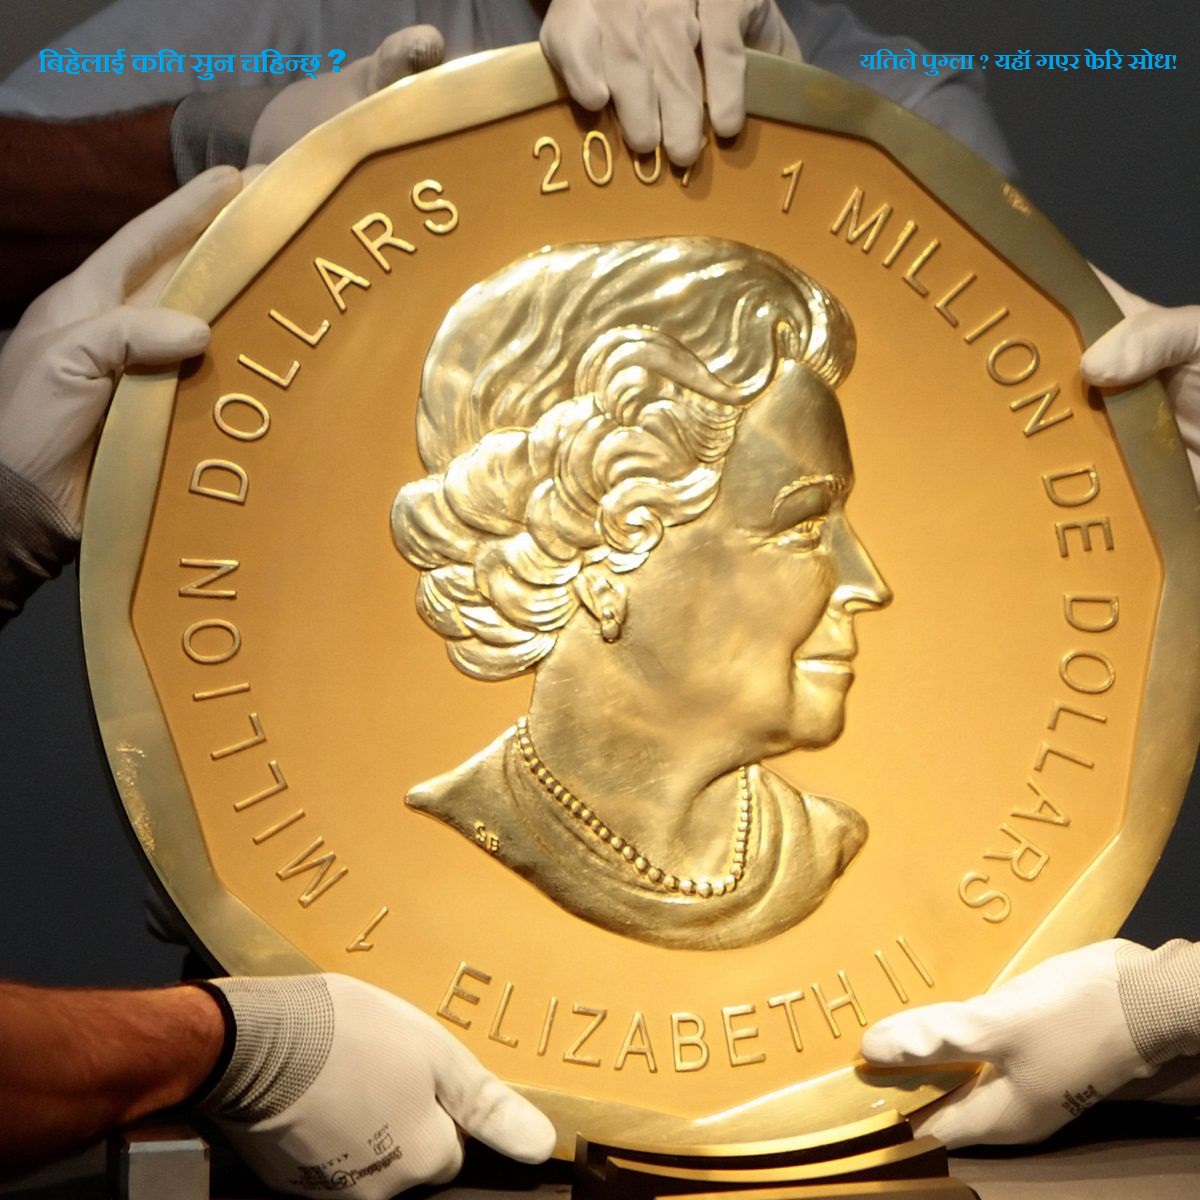 बिहेलाई कति सुन चहिन्छ् ?
यतिले पुग्ला ? यहाँ गएर फेरि सोध!
2007
1 MILLION DOLLARS
1 MILLION DE DOLLARS
ELIZABETH II
SB